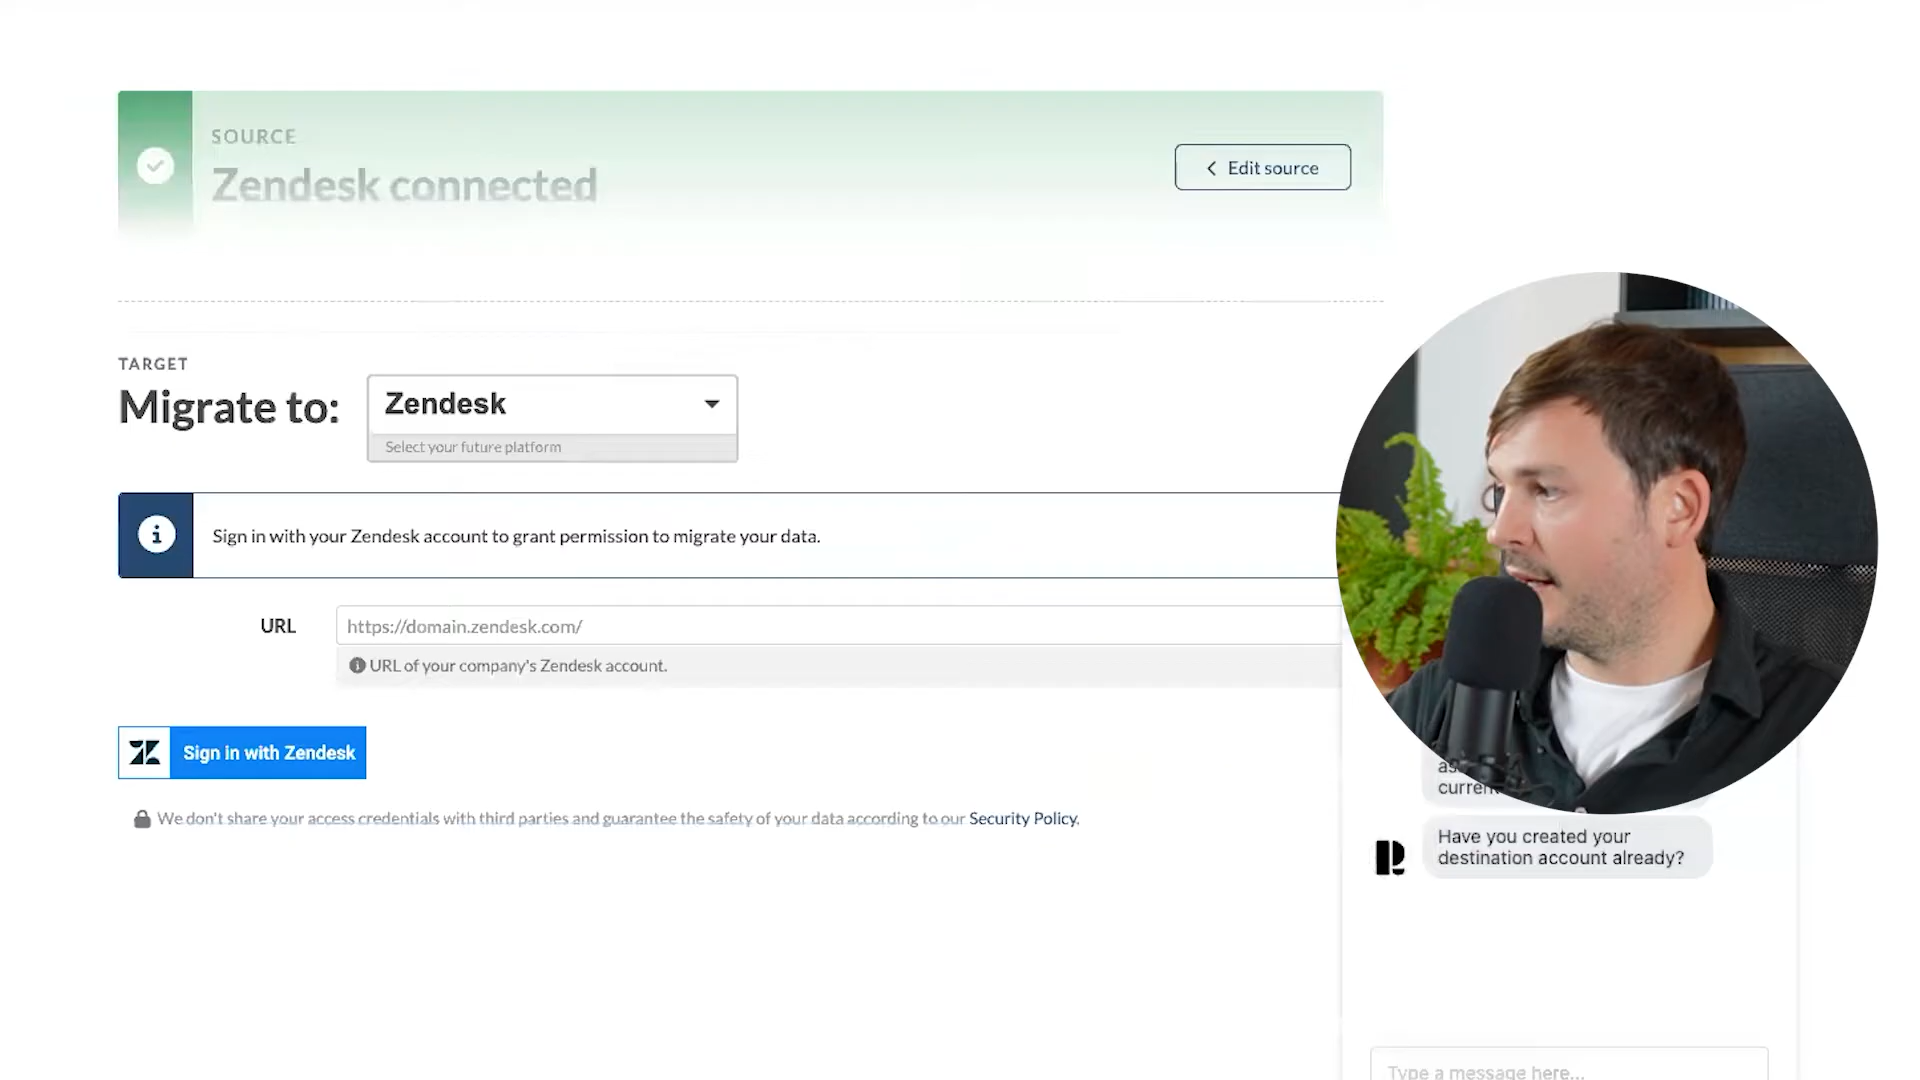 SOURCE
Zendesk connected
Edit source
TARGET
Migrate to:
Zendesk
Select your future platform
Sign in with your Zendesk account to grant permission to migrate your data.
URL
https://domain.zendesk.com/
URL of your company's Zendesk account.
Sign in with Zendesk
We don't share your access credentials with third parties and guarantee the safety of your data according to our Security Policy.
Have you created your
destination account already?
Type a message here...